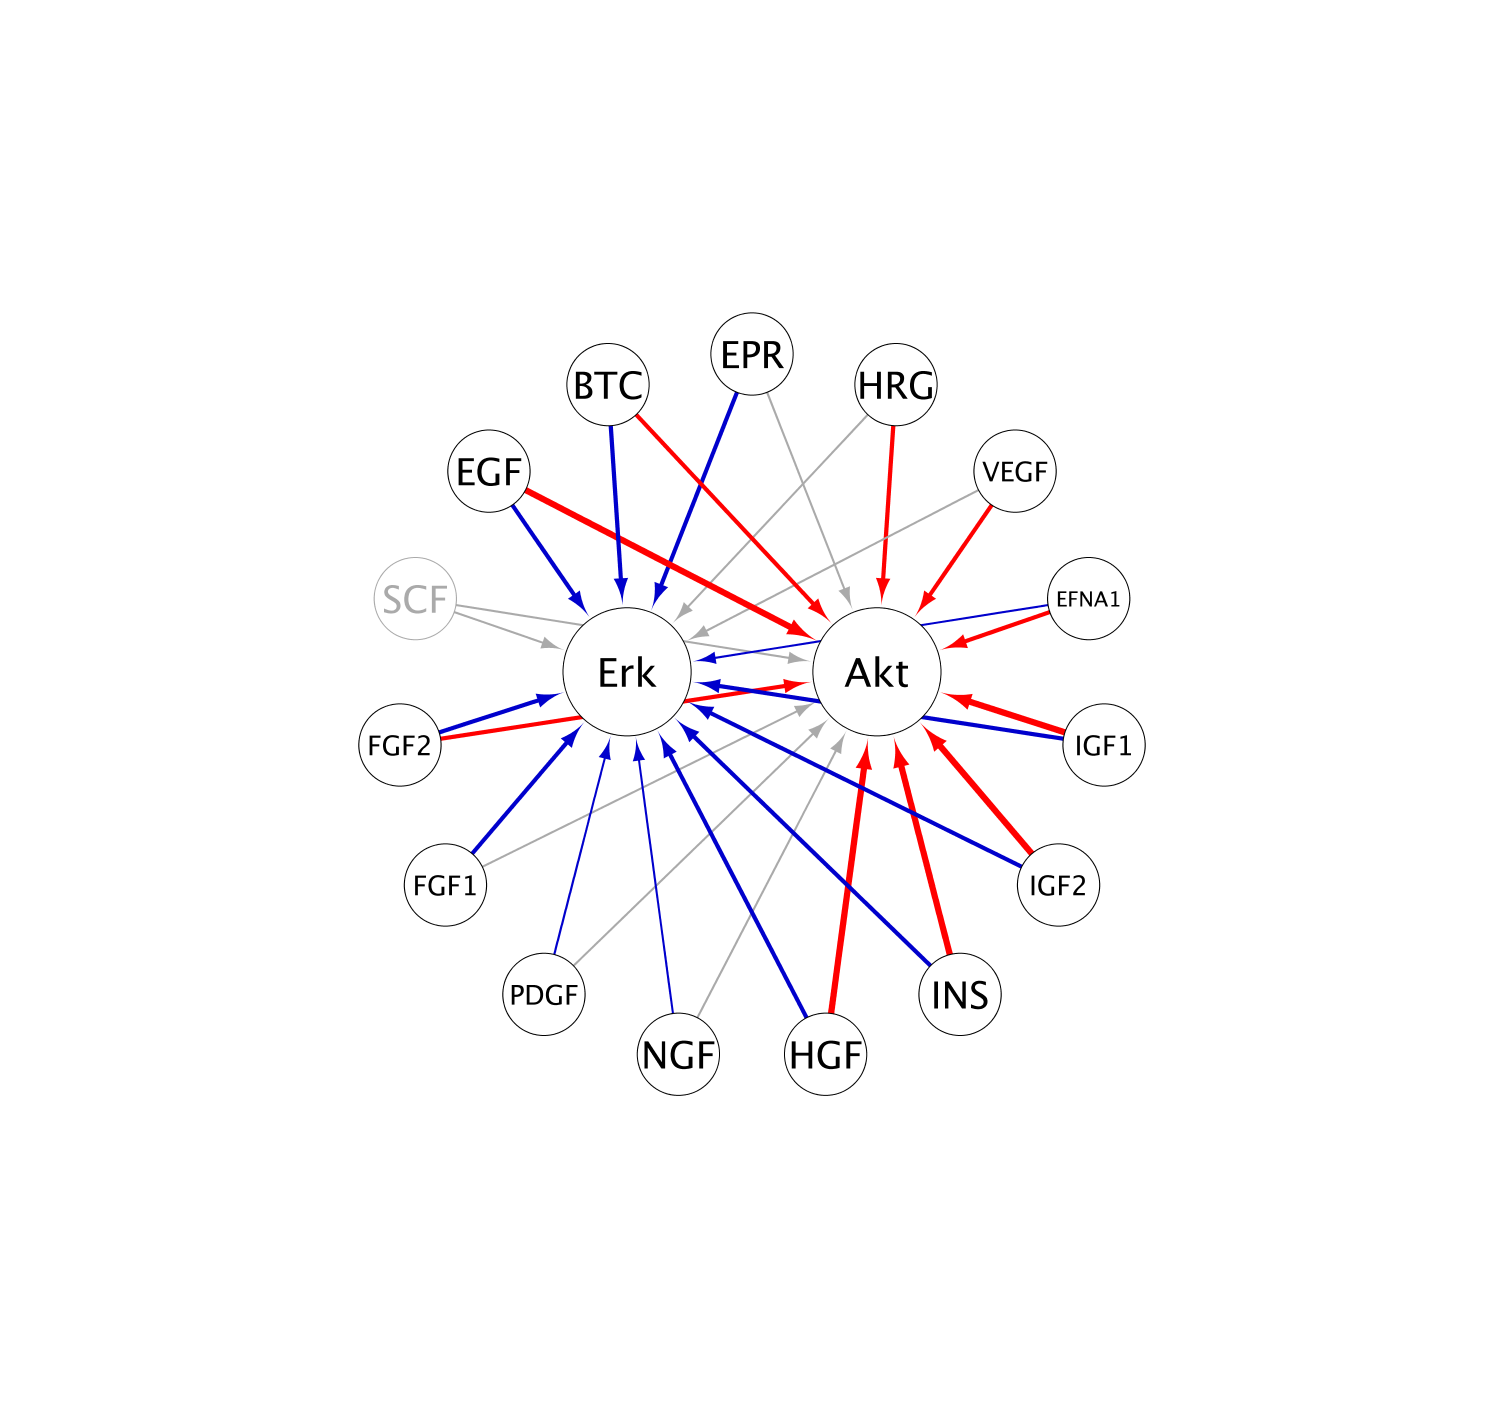 EPR
BTC
HRG
EGF
VEGF
SCF
EFNA1
Erk
Akt
FGF2
IGF1
FGF1
IGF2
PDGF
INS
NGF
HGF